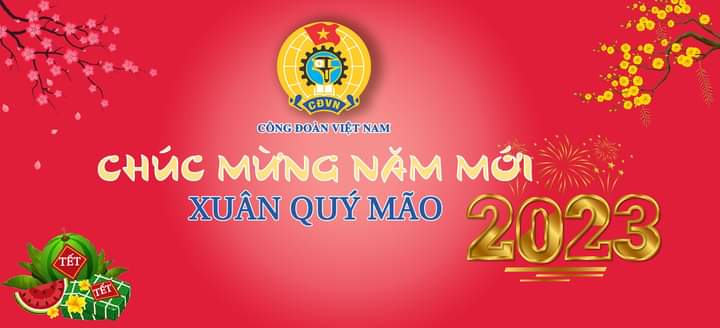 CĐVN
CÔNG ĐOÀN VIỆT NAM
CHÚC MỪNG NĂM MỚI
XUÂN QUÝ MÃO
2023
TẾT
TẾT